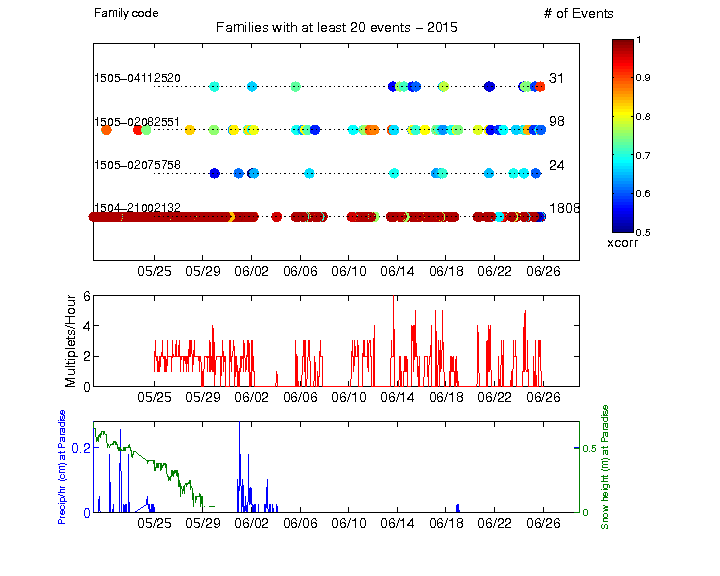 Family code
# of Events
Families with at least 20 events – 2015
1505–04112520
31
1505–02082551
98
1505–02075758
24
1504–21002132
1808
1
0.9
0.8
0.7
0.6
0.5
xcorr
05/25 05/29 06/02 06/06 06/10 06/14 06/18 06/22 06/26
Multiplets/Hour
6
4
2
0
05/25 05/29 06/02 06/06 06/10 06/14 06/18 06/22 06/26
Precip/hr (cm) at Paradise
0.2
0
Snow height (m) at Paradise
0.5
0
05/25 05/29 06/02 06/06 06/10 06/14 06/18 06/22 06/26